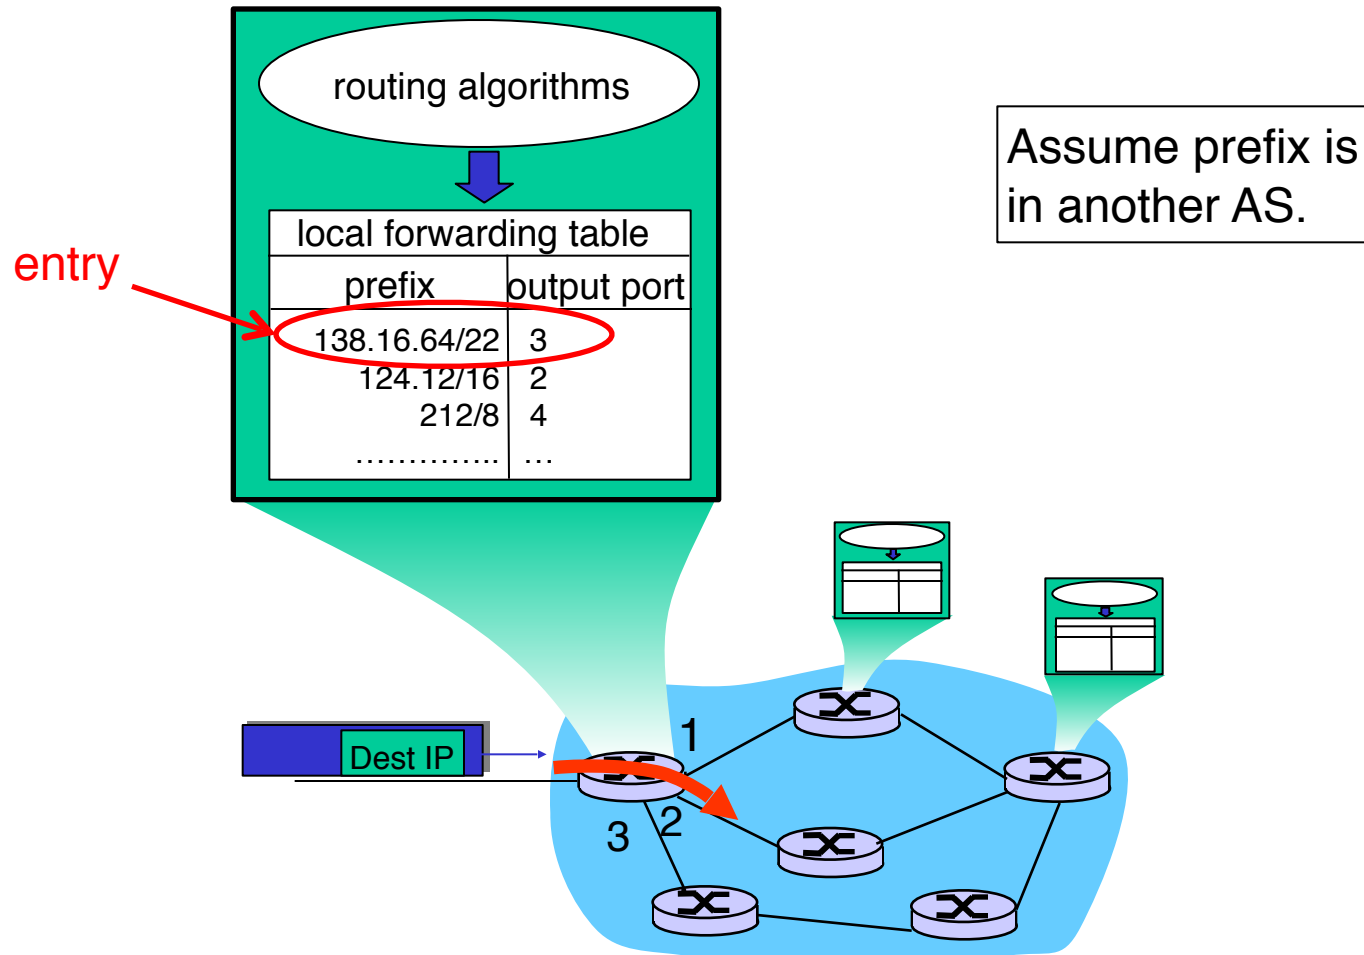 routing algorithms
Assume prefix is
in another AS.
local forwarding table
entry
prefix output port
138.16.64/22 3
124.12/16 2
212/8 4
………….. …
Dest IP
1
2
3